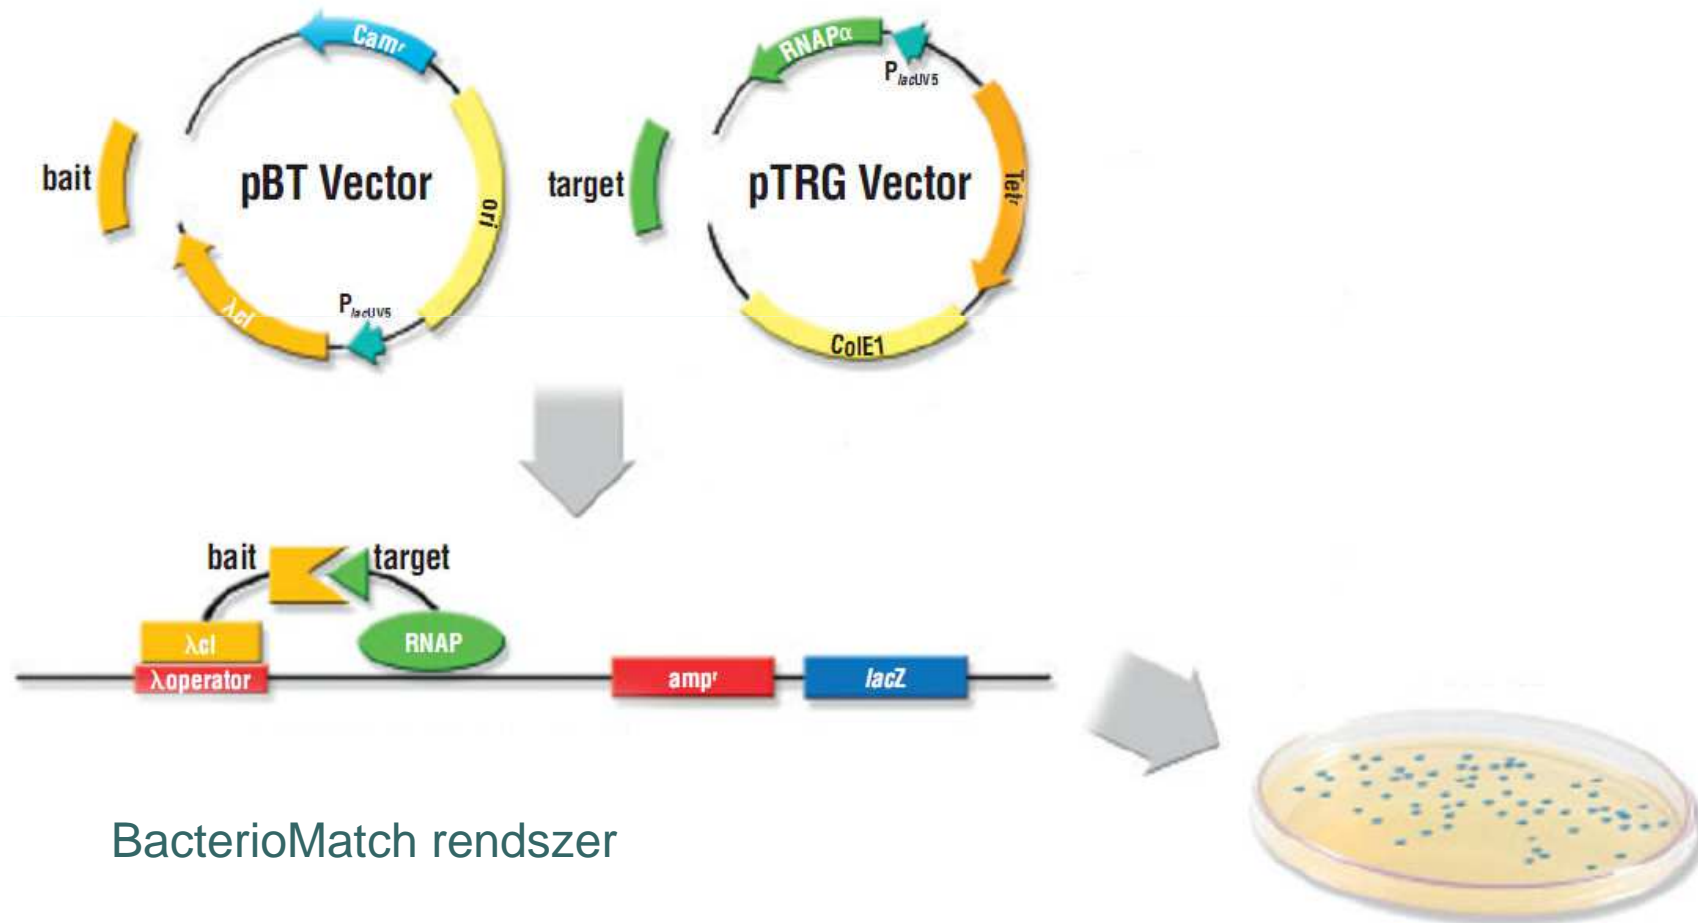 Camʳ
bait
pBT Vector
ori
PlacUV5
λcI
RNAPα
PlacUV5
target
pTRG Vector
Tetʳ
ColE1
bait
target
λcI
RNAP
λoperator
ampʳ
lacZ
BacterioMatch rendszer